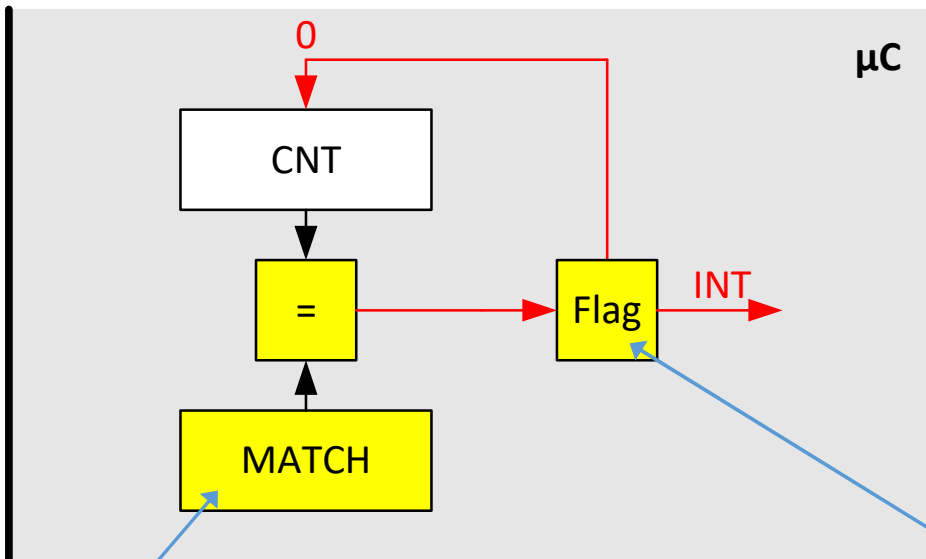 0
µC
CNT
=
Flag
INT
MATCH